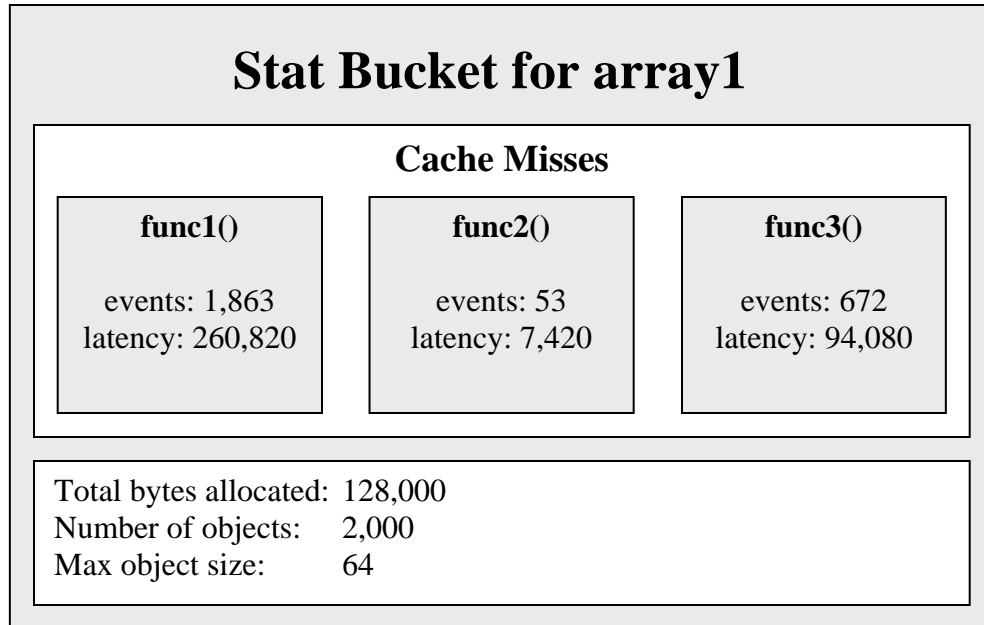 Stat Bucket for array1
Cache Misses
func1()
events: 1,863
latency: 260,820
func2()
events: 53
latency: 7,420
func3()
events: 672
latency: 94,080
Total bytes allocated: 128,000
Number of objects: 2,000
Max object size: 64